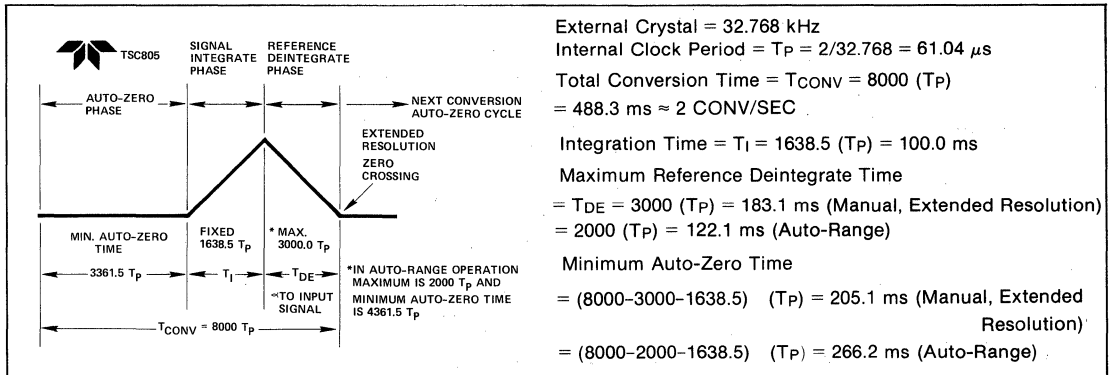 TSC805
SIGNAL
INTEGRATE
PHASE
REFERENCE
DEINTEGRATE
PHASE
AUTO-ZERO
PHASE
NEXT CONVERSION
AUTO-ZERO CYCLE
EXTENDED
RESOLUTION
ZERO
CROSSING
MIN. AUTO-ZERO
TIME
FIXED
1638.5 TP
* MAX.
3000.0 TP
3361.5 TP
TI
TDE
∝TO INPUT
SIGNAL
*IN AUTO-RANGE OPERATION
MAXIMUM IS 2000 TP AND
MINIMUM AUTO-ZERO TIME
IS 4361.5 TP
TCONV = 8000 TP
External Crystal = 32.768 kHz
Internal Clock Period = TP = 2/32.768 = 61.04 μs
Total Conversion Time = TCONV = 8000 (TP)
= 488.3 ms ≈ 2 CONV/SEC
Integration Time = TI = 1638.5 (TP) = 100.0 ms
Maximum Reference Deintegrate Time
= TDE = 3000 (TP) = 183.1 ms (Manual, Extended Resolution)
= 2000 (TP) = 122.1 ms (Auto-Range)
Minimum Auto-Zero Time
= (8000-3000-1638.5) (TP) = 205.1 ms (Manual, Extended
Resolution)
= (8000-2000-1638.5) (TP) = 266.2 ms (Auto-Range)